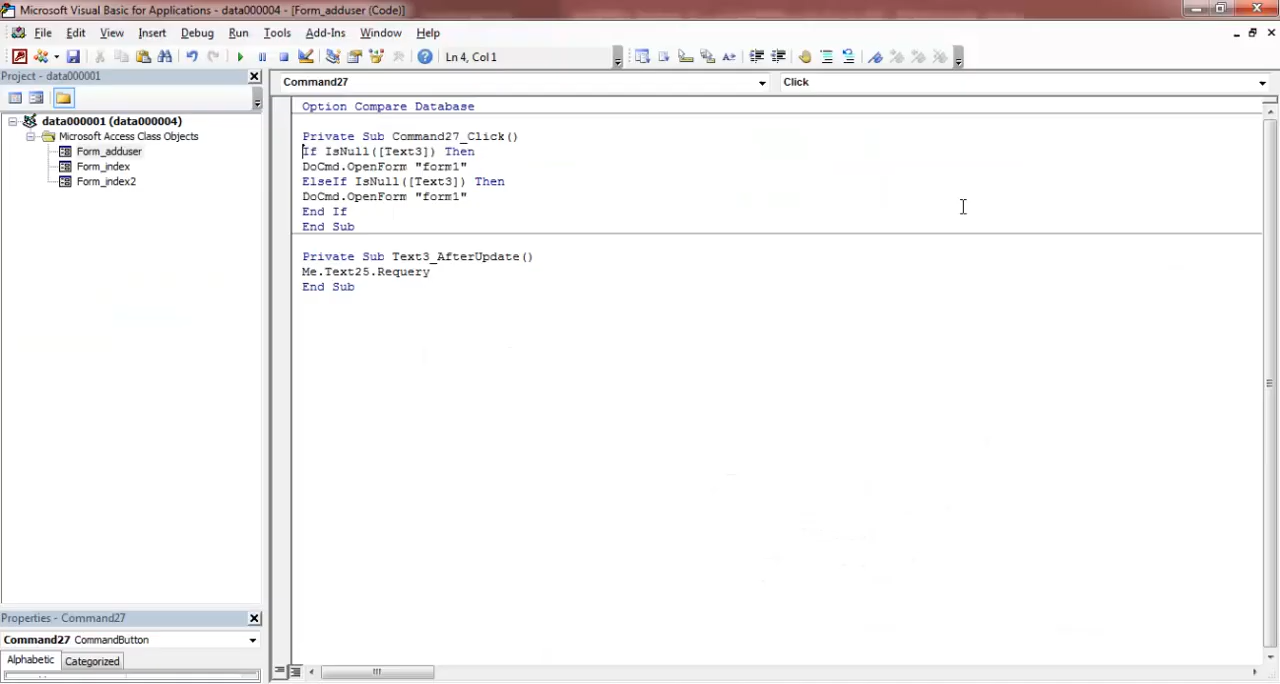 Microsoft Visual Basic for Applications - data000004 - [Form_adduser (Code)]
File Edit View Insert Debug Run Tools Add-Ins Window Help
Ln 4, Col 1
Project - data000001
Command27
Click
data000001 (data000004)
Microsoft Access Class Objects
Form_adduser
Form_index
Form_index2
Option Compare Database
Private Sub Command27_Click()
If IsNull([Text3]) Then
DoCmd.OpenForm "form1"
ElseIf IsNull([Text3]) Then
DoCmd.OpenForm "form1"
End If
End Sub
Private Sub Text3_AfterUpdate()
Me.Text25.Requery
End Sub
Properties - Command27
Command27 CommandButton
Alphabetic Categorized